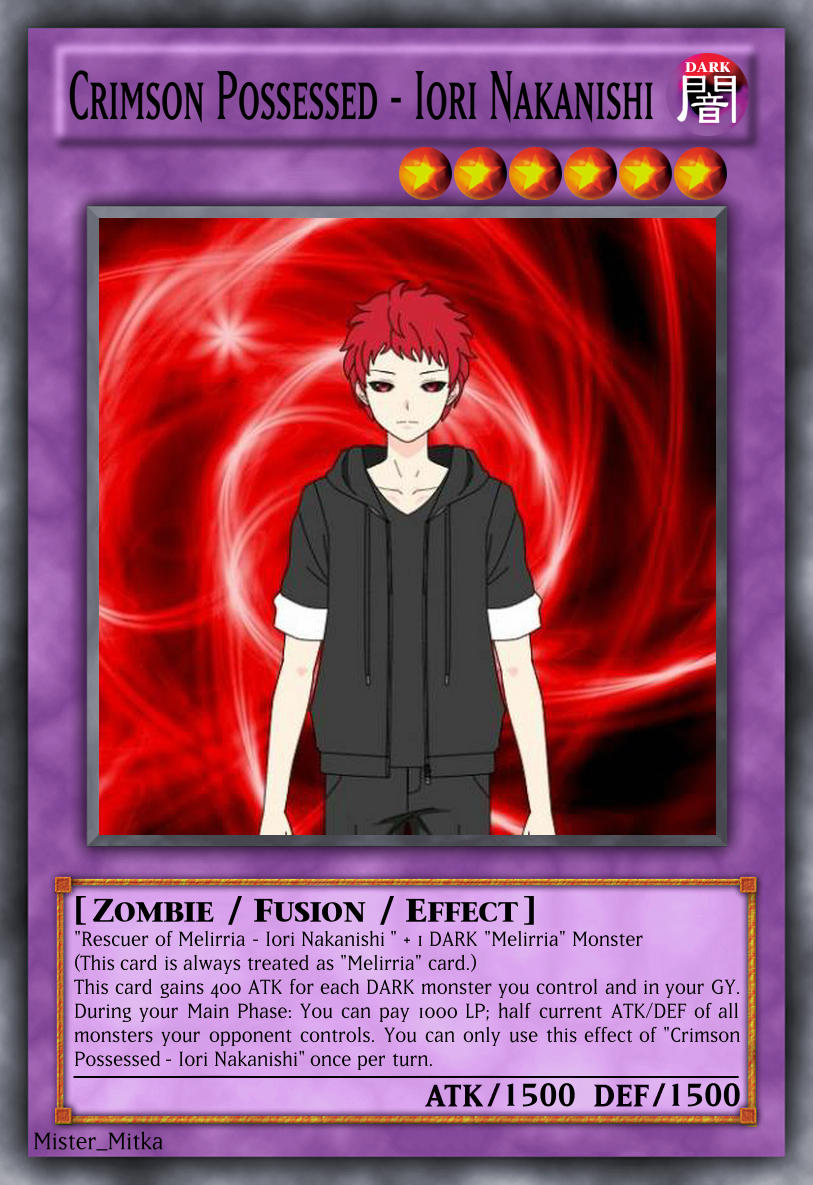 Crimson Possessed - Iori Nakanishi
DARK
闇
[ Zombie / Fusion / Effect ]
"Rescuer of Melirria - Iori Nakanishi " + 1 DARK "Melirria" Monster
(This card is always treated as "Melirria" card.)
This card gains 400 ATK for each DARK monster you control and in your GY.
During your Main Phase: You can pay 1000 LP; half current ATK/DEF of all
monsters your opponent controls. You can only use this effect of "Crimson
Possessed - Iori Nakanishi" once per turn.
ATK/1500 DEF/1500
Mister_Mitka